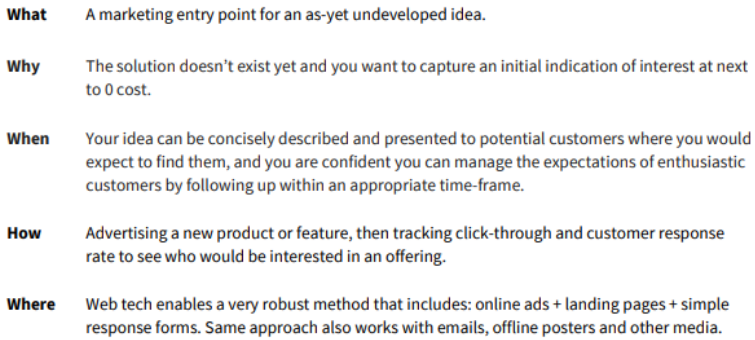 What A marketing entry point for an as-yet undeveloped idea.
Why The solution doesn't exist yet and you want to capture an initial indication of interest at next
to 0 cost.
When Your idea can be concisely described and presented to potential customers where you would
expect to find them, and you are confident you can manage the expectations of enthusiastic
customers by following up within an appropriate time-frame.
How Advertising a new product or feature, then tracking click-through and customer response
rate to see who would be interested in an offering.
Where Web tech enables a very robust method that includes: online ads + landing pages + simple
response forms. Same approach also works with emails, offline posters and other media.